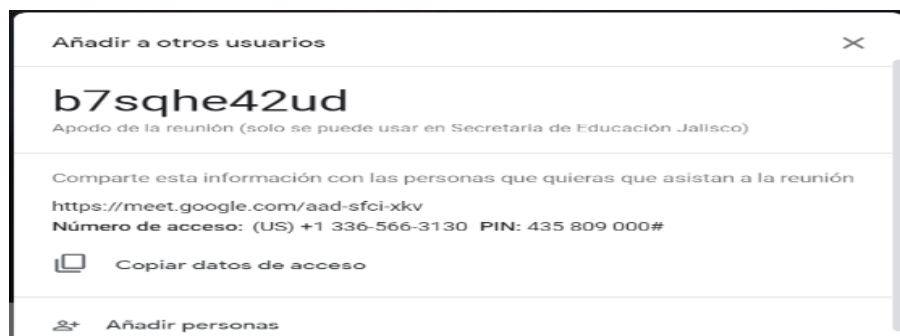 Añadir a otros usuarios
b7sqhe42ud
Apodo de la reunión (solo se puede usar en Secretaria de Educación Jalisco)
Comparte esta información con las personas que quieras que asistan a la reunión
https://meet.google.com/aad-sfci-xkv
Número de acceso: (US) +1 336-566-3130 PIN: 435 809 000#
Copiar datos de acceso
Añadir personas